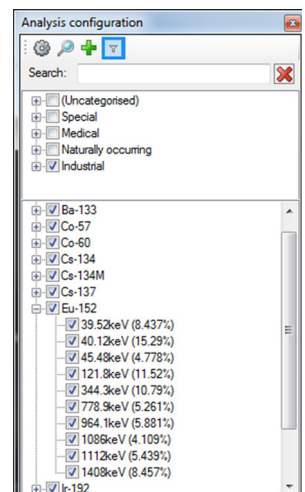 Analysis configuration
Search:
(Uncategorised)
Special
Medical
Naturally occurring
Industrial
Ba-133
Co-57
Co-60
Cs-134
Cs-134M
Cs-137
Eu-152
39.52keV (8.437%)
40.12keV (15.29%)
45.48keV (4.778%)
121.8keV (11.52%)
344.3keV (10.79%)
778.9keV (5.261%)
964.1keV (5.881%)
1086keV (4.109%)
1112keV (5.439%)
1408keV (8.457%)
Ir-192